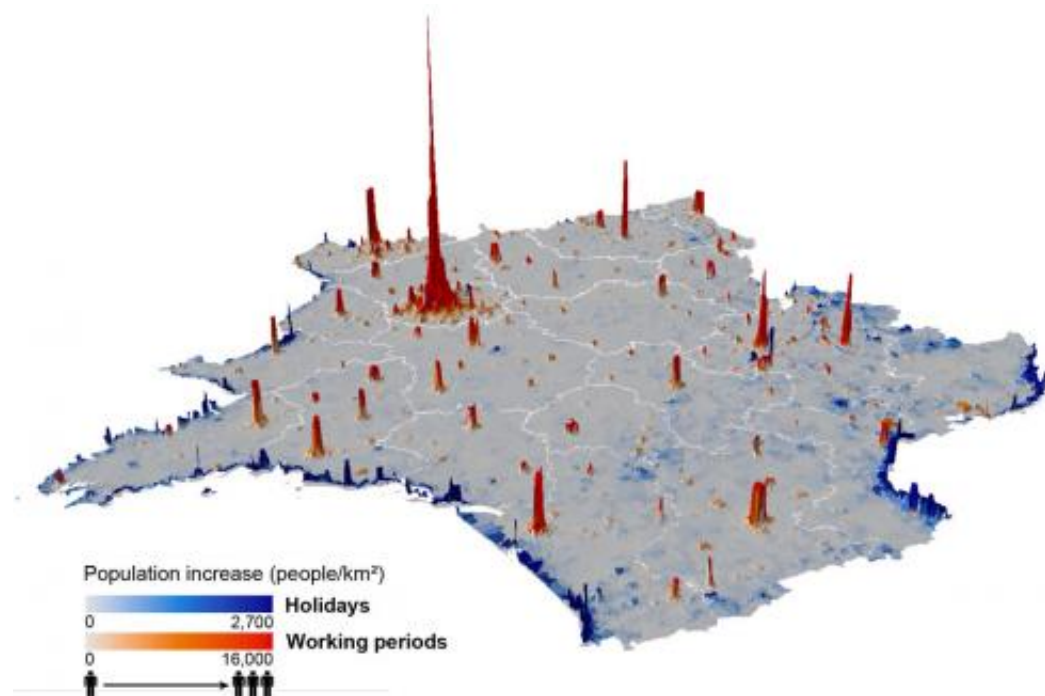 Population increase (people/km²)
Holidays
0 2,700
Working periods
0 16,000